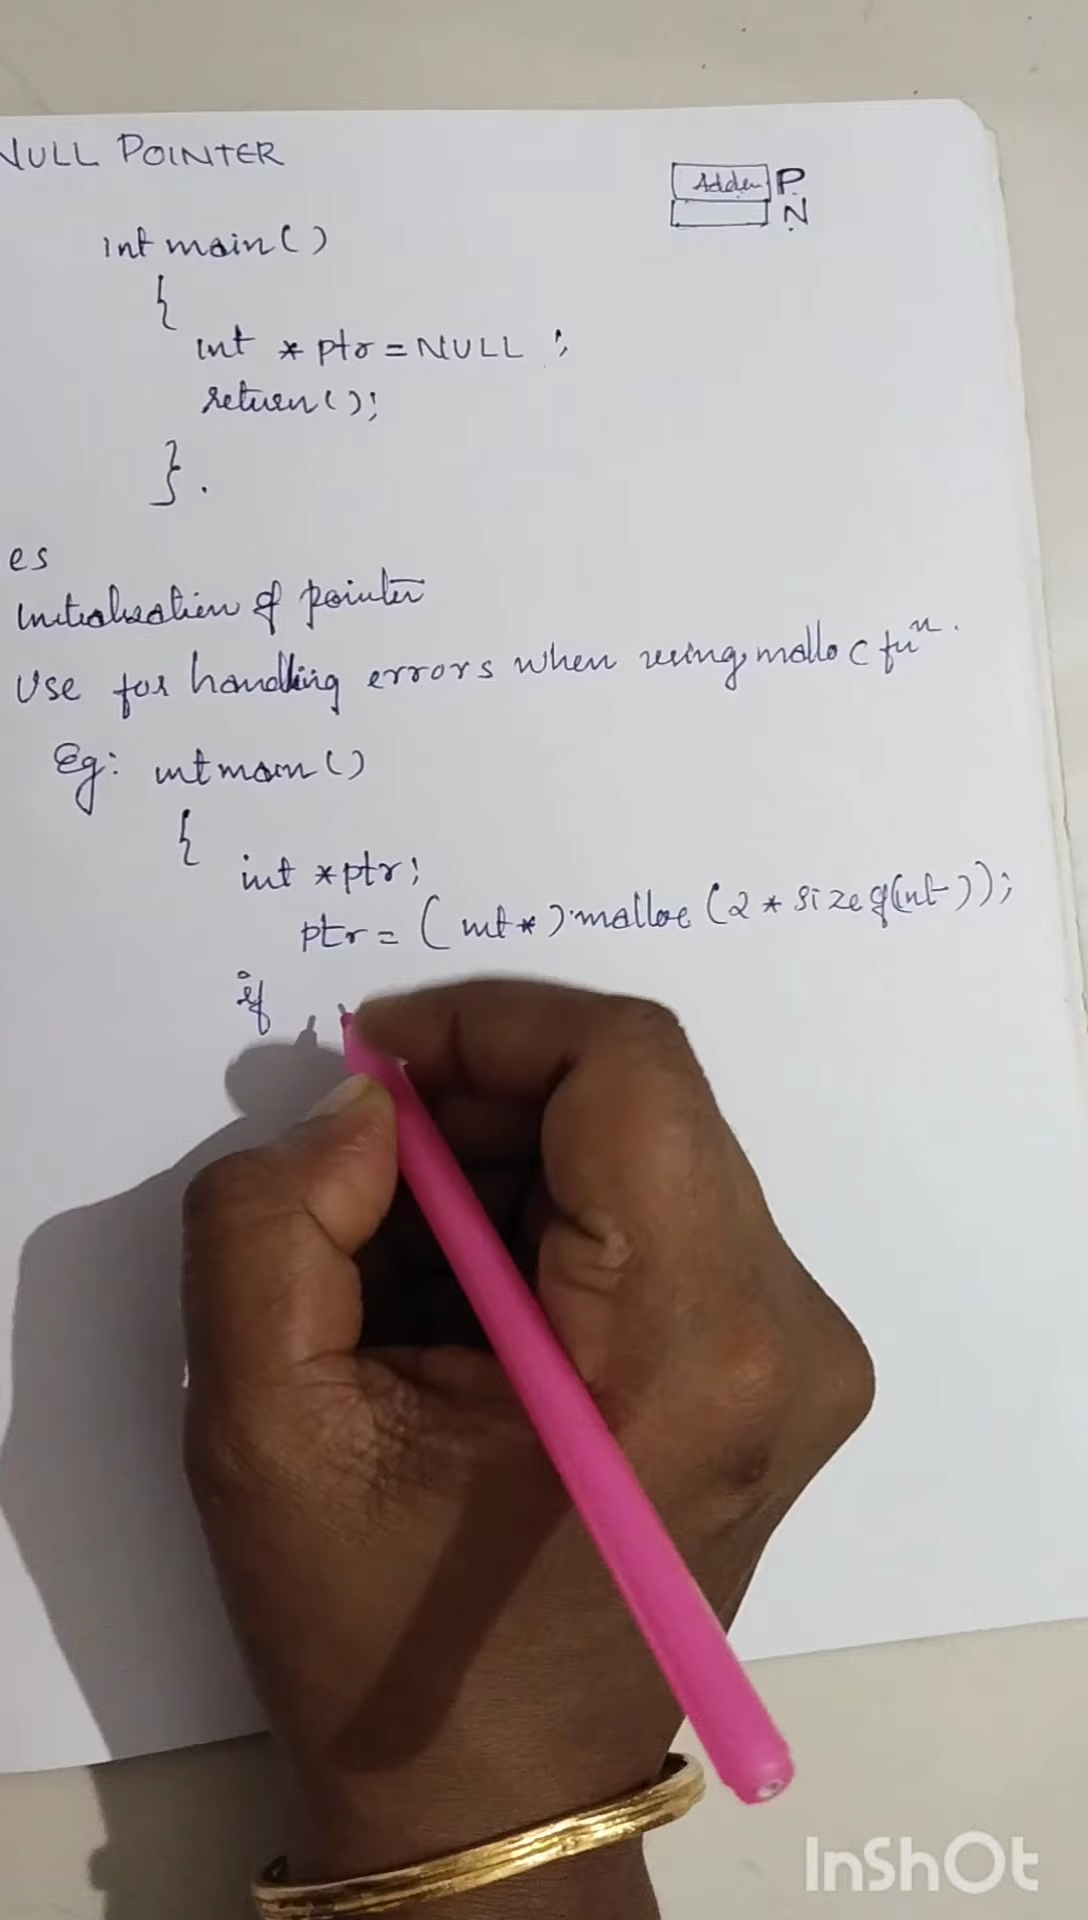 NULL POINTER
Adden P
N
int main()
{
int *ptr = NULL ;
return();
}.
es
Initialisation of pointer
Use for handling errors when using malloc fuⁿ.
Eg: int main()
{
int *ptr;
ptr = (int*) malloc (2 * sizeof(int));
if
InShOt